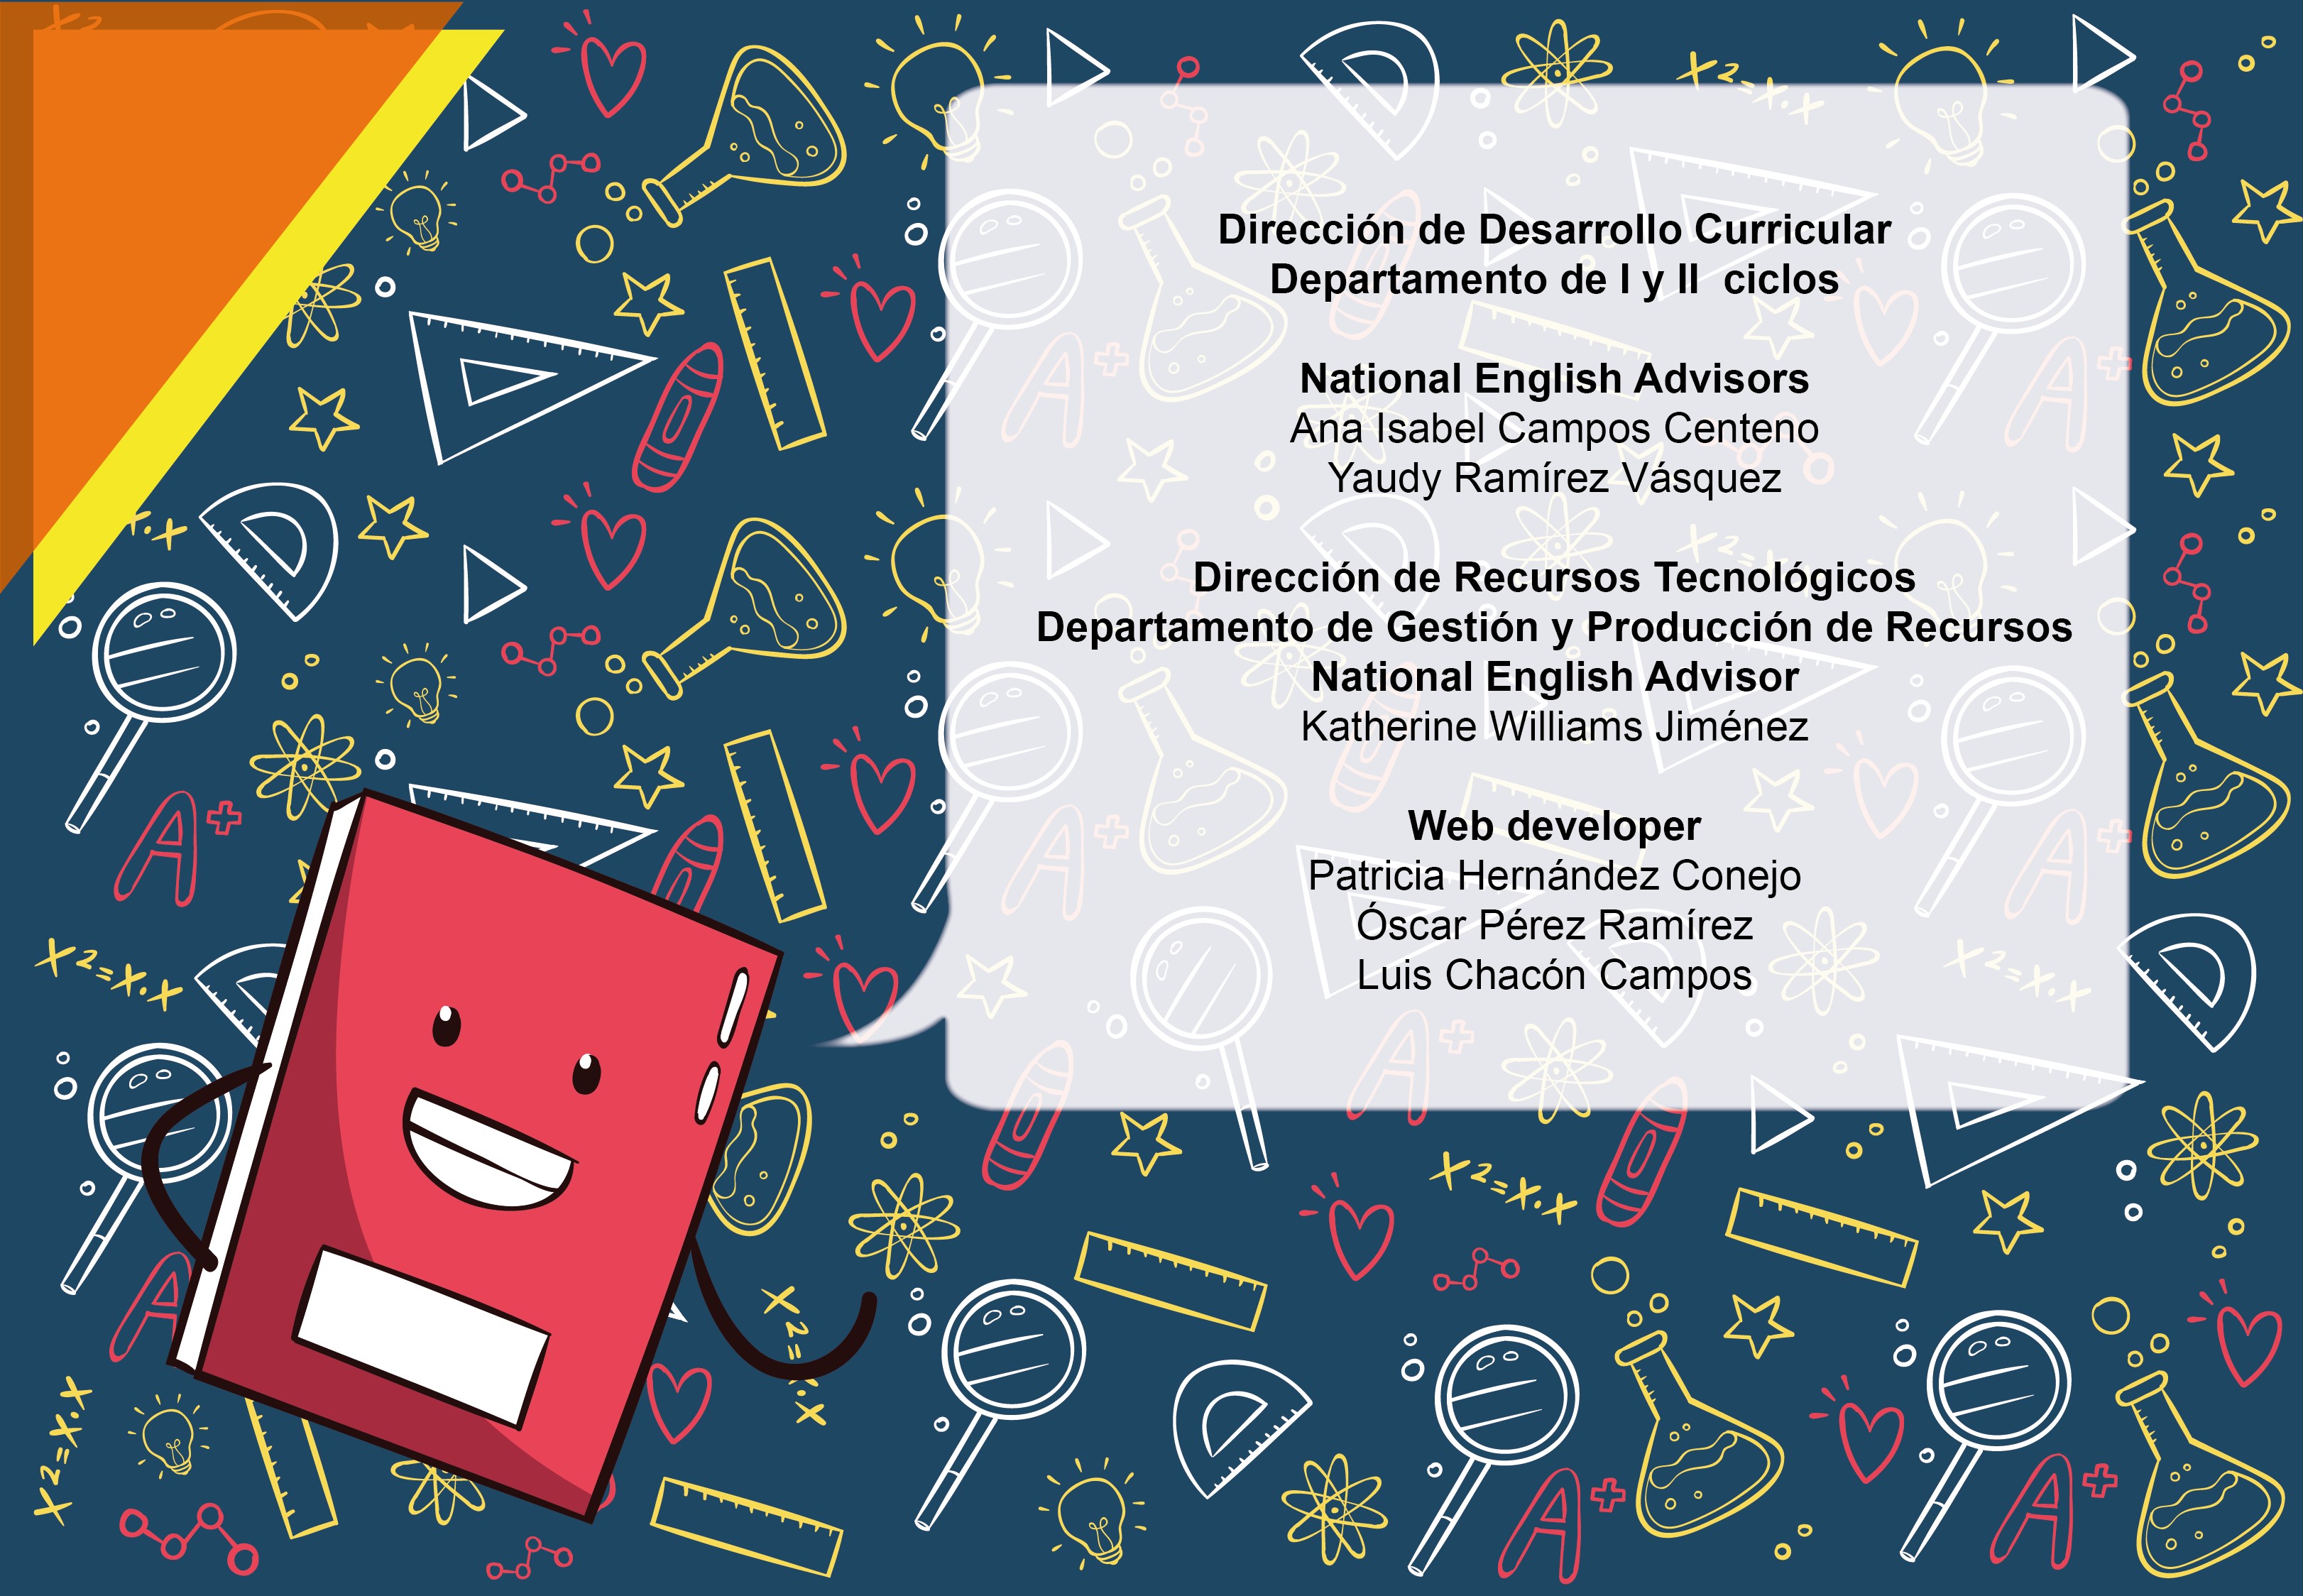 Dirección de Desarrollo Curricular
Departamento de I y II  ciclos
National English Advisors
Ana Isabel Campos Centeno
Yaudy Ramírez Vásquez
Dirección de Recursos Tecnológicos
Departamento de Gestión y Producción de Recursos
National English Advisor
Katherine Williams Jiménez
Web developer
Patricia Hernández Conejo
Óscar Pérez Ramírez
Luis Chacón Campos